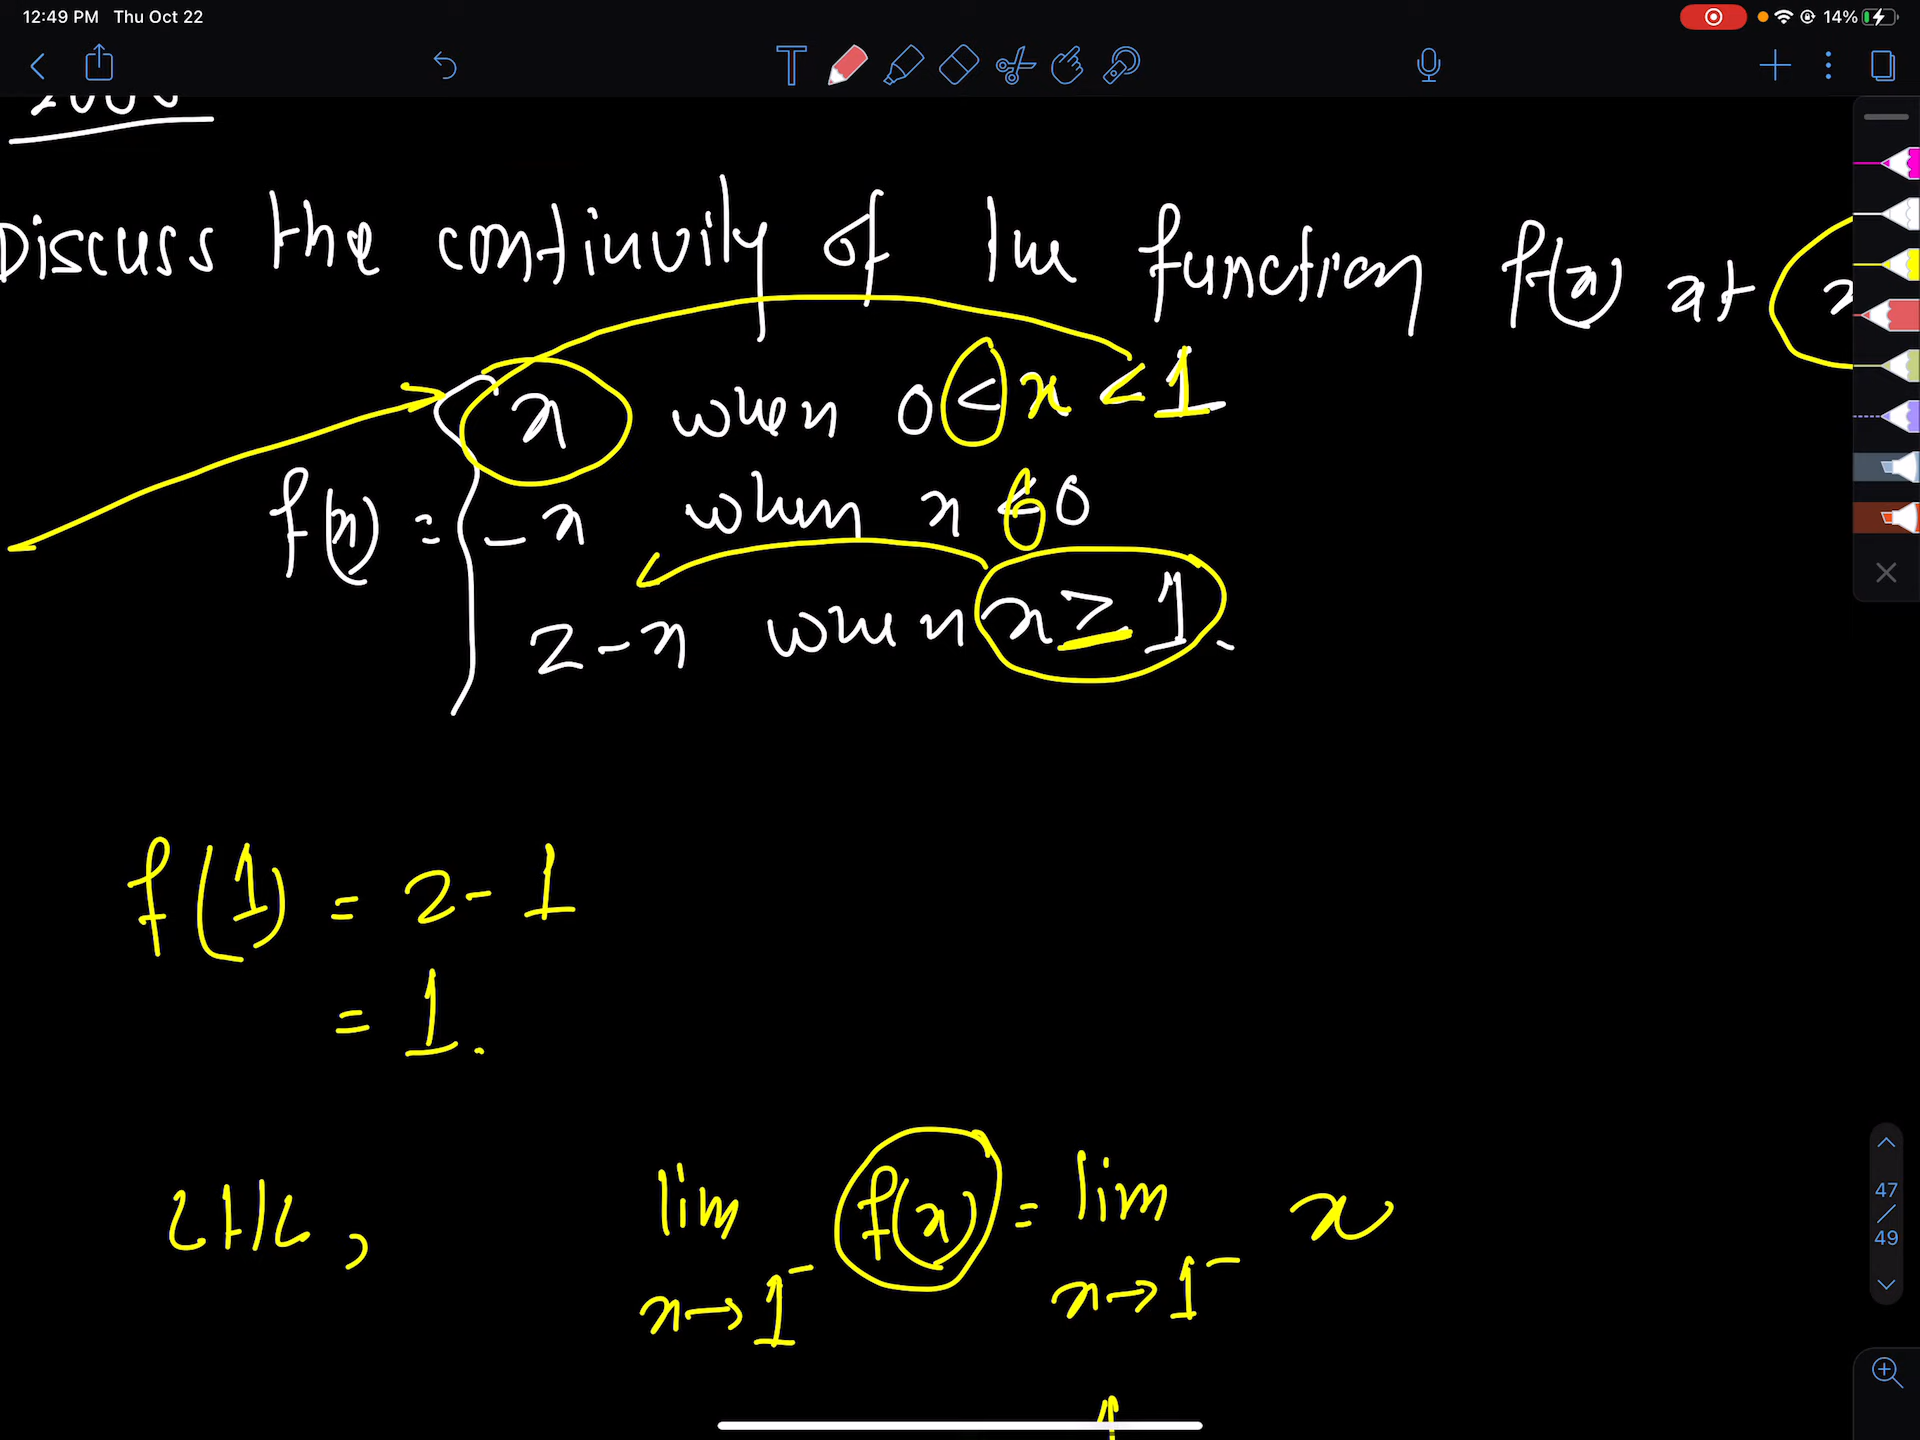 12:49 PM Thu Oct 22
14%
Discuss the continuity of the function f(x) at x
x when 0 < x < 1
f(x) = -x when x < 0
2-x when x ≥ 1.
f(1) = 2-1
= 1.
LHL, lim f(x) = lim x
x→1⁻ x→1⁻
47
/
49